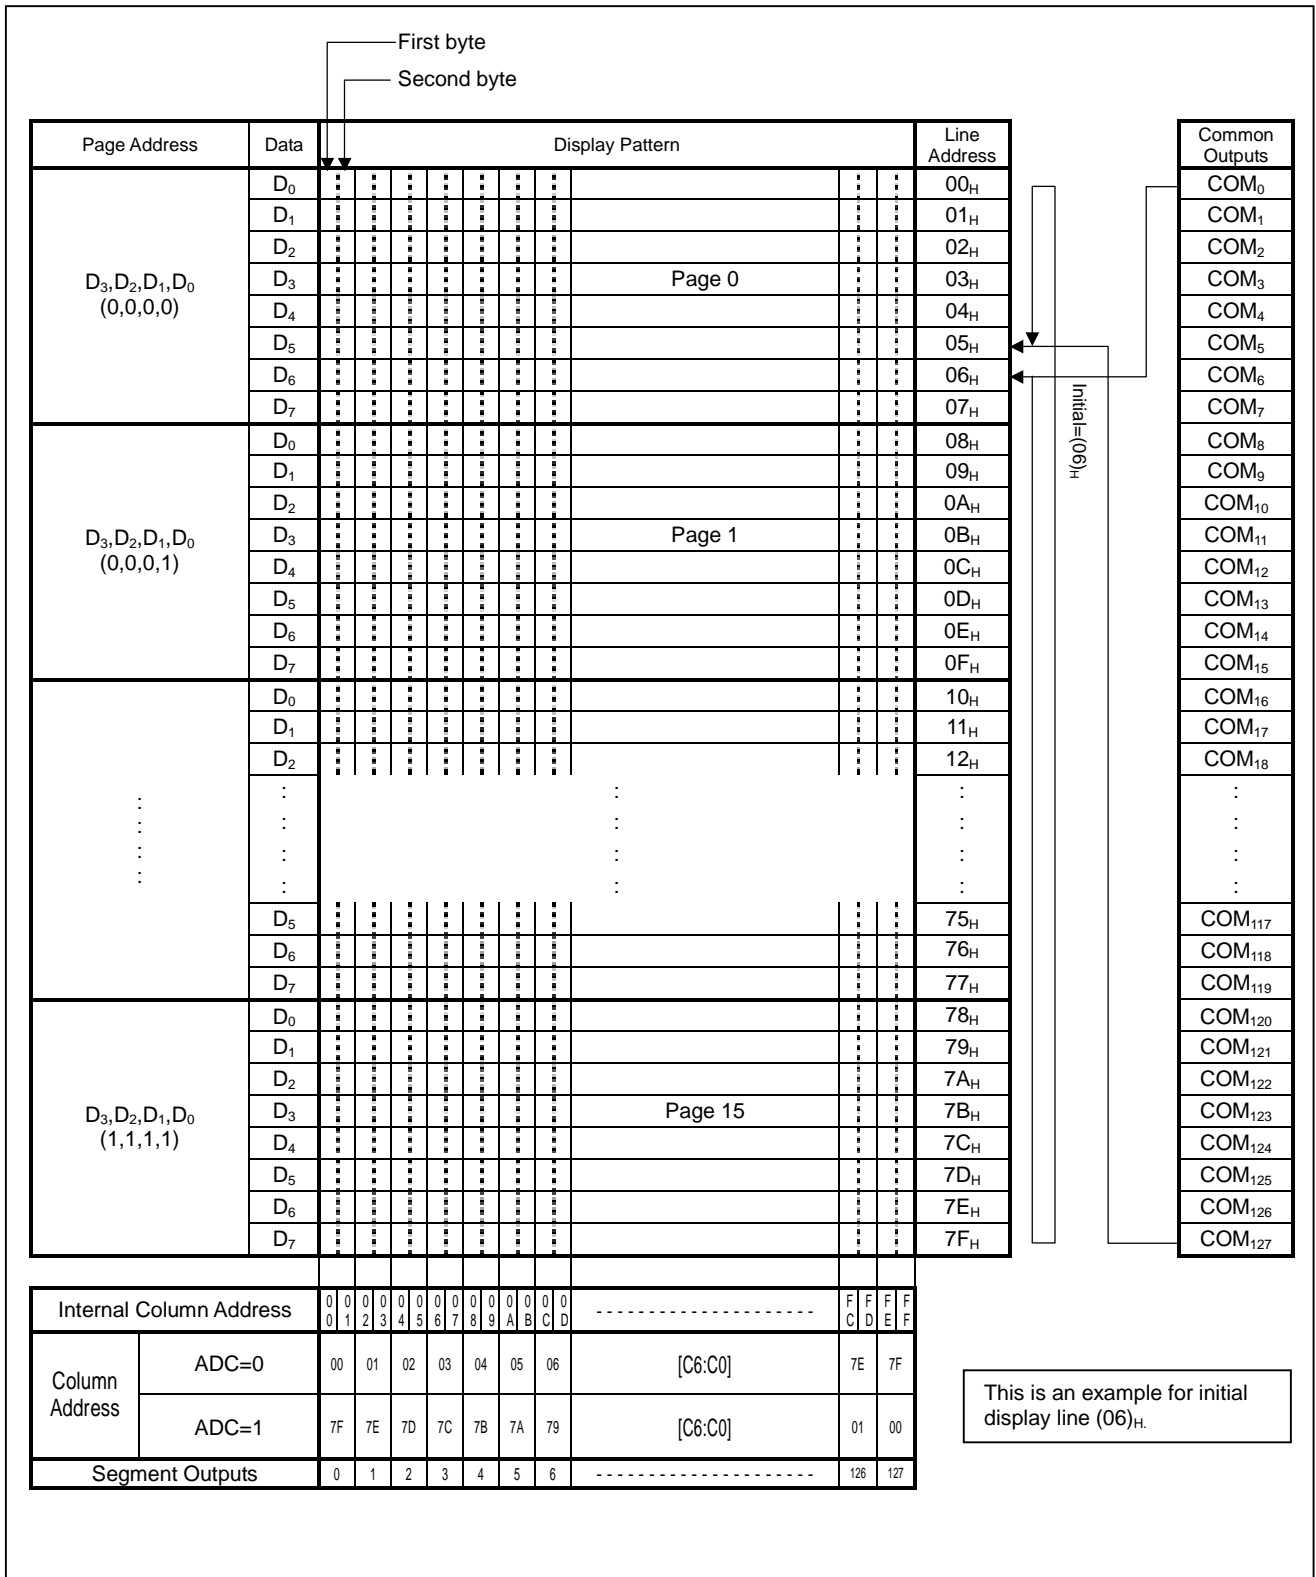 First byte
Second byte
Page Address Data Display Pattern Line Address Common Outputs
D0 00H COM0
D1 01H COM1
D2 02H COM2
D3,D2,D1,D0 (0,0,0,0) D3 Page 0 03H COM3
D4 04H COM4
D5 05H COM5
D6 06H COM6
D7 07H COM7
Initial=(06)H
D0 08H COM8
D1 09H COM9
D2 0AH COM10
D3,D2,D1,D0 (0,0,0,1) D3 Page 1 0BH COM11
D4 0CH COM12
D5 0DH COM13
D6 0EH COM14
D7 0FH COM15
D0 10H COM16
D1 11H COM17
D2 12H COM18
: : : : :
: : : : :
: : : : :
: : : : :
D5 75H COM117
D6 76H COM118
D7 77H COM119
D0 78H COM120
D1 79H COM121
D2 7AH COM122
D3,D2,D1,D0 (1,1,1,1) D3 Page 15 7BH COM123
D4 7CH COM124
D5 7DH COM125
D6 7EH COM126
D7 7FH COM127
Internal Column Address 00 01 02 03 04 05 06 07 08 09 0A 0B 0C 0D --------------------- FC FD FE FF
Column Address ADC=0 00 01 02 03 04 05 06 [C6:C0] 7E 7F
ADC=1 7F 7E 7D 7C 7B 7A 79 [C6:C0] 01 00
Segment Outputs 0 1 2 3 4 5 6 --------------------- 126 127
This is an example for initial
display line (06)H.